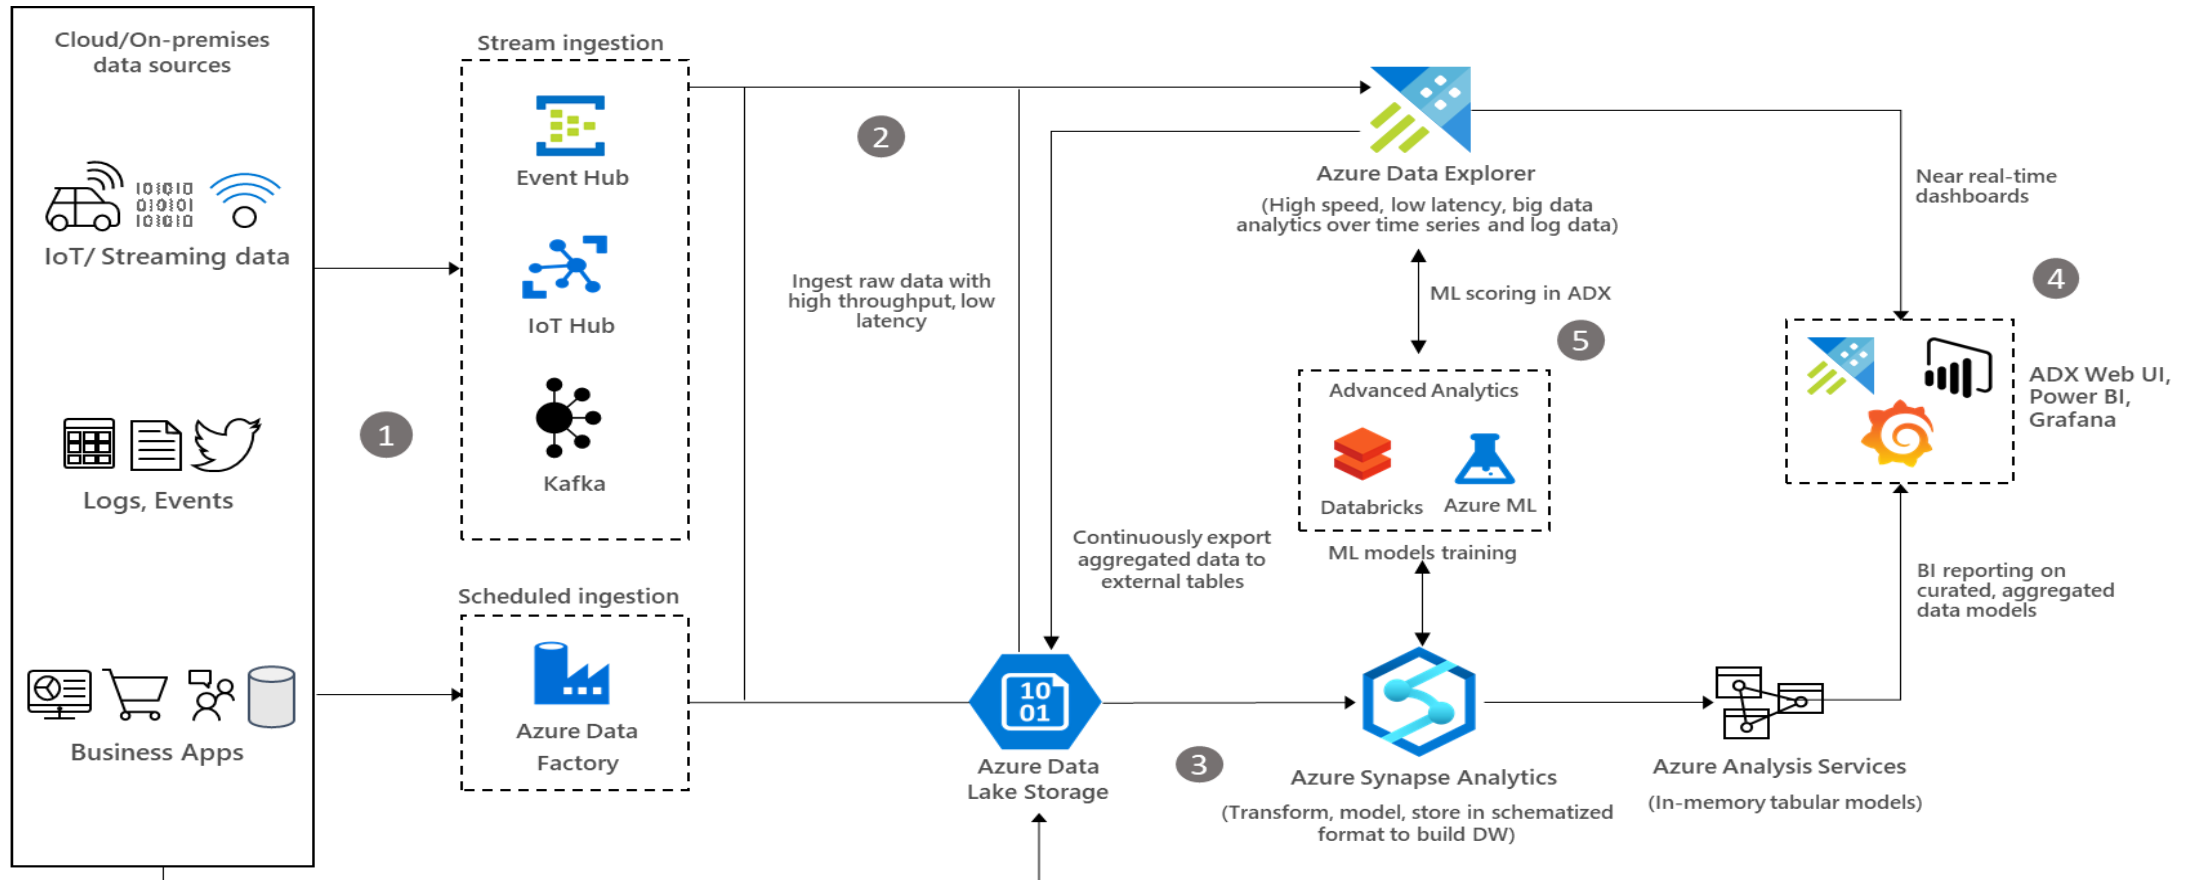 Cloud/On-premises
data sources
IoT/ Streaming data
Logs, Events
Business Apps
1
Stream ingestion
Event Hub
IoT Hub
Kafka
Scheduled ingestion
Azure Data
Factory
2
Ingest raw data with
high throughput, low
latency
Continuously export
aggregated data to
external tables
10
01
Azure Data
Lake Storage
3
Azure Data Explorer
(High speed, low latency, big data
analytics over time series and log data)
ML scoring in ADX
5
Advanced Analytics
Databricks
Azure ML
ML models training
Azure Synapse Analytics
(Transform, model, store in schematized
format to build DW)
Azure Analysis Services
(In-memory tabular models)
Near real-time
dashboards
4
ADX Web UI,
Power BI,
Grafana
BI reporting on
curated, aggregated
data models